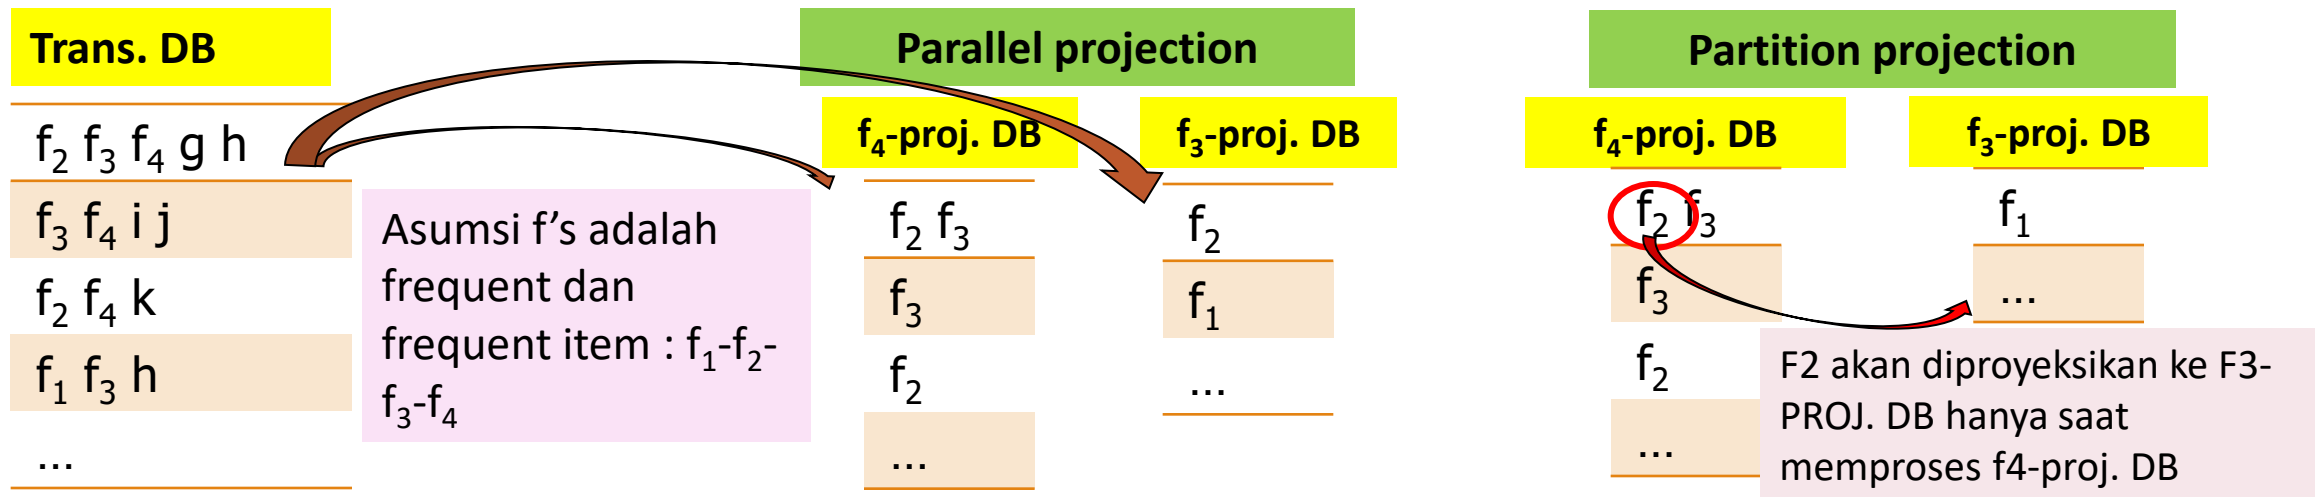 Trans. DB
f₂ f₃ f₄ g h
f₃ f₄ i j
f₂ f₄ k
f₁ f₃ h
...
Asumsi f’s adalah
frequent dan
frequent item : f₁-f₂-
f₃-f₄
Parallel projection
f₄-proj. DB
f₂ f₃
f₃
f₂
...
f₃-proj. DB
f₂
f₁
...
Partition projection
f₄-proj. DB
f₂ f₃
f₃
f₂
...
f₃-proj. DB
f₁
...
F2 akan diproyeksikan ke F3-
PROJ. DB hanya saat
memproses f4-proj. DB